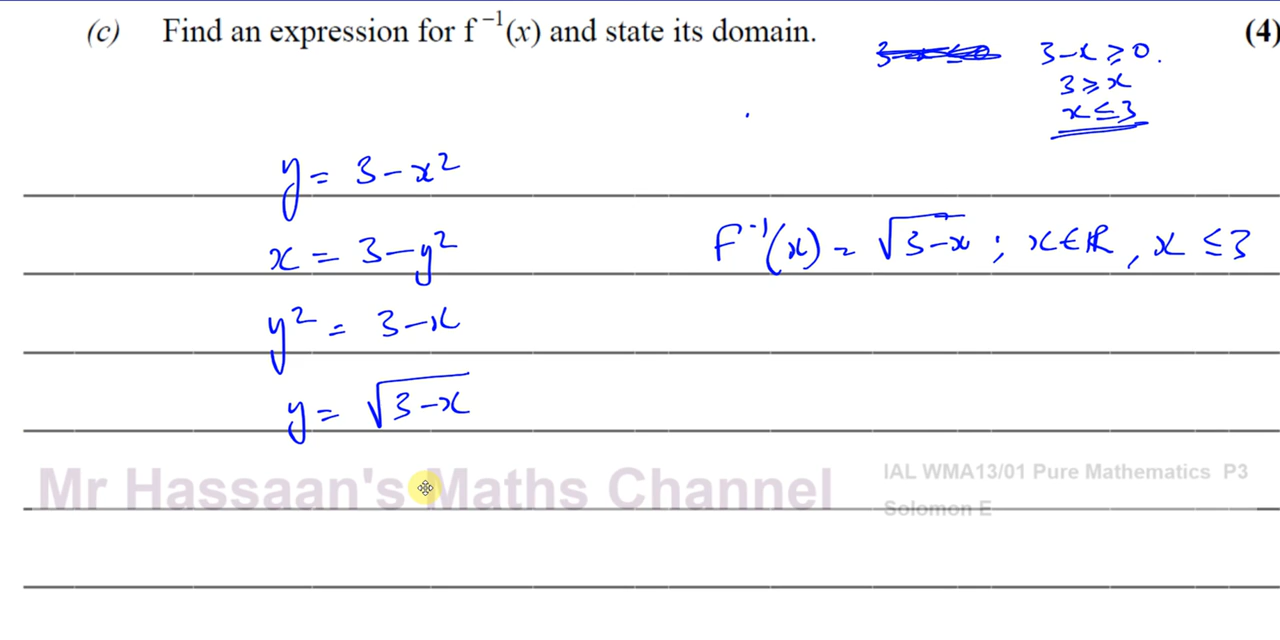 (c) Find an expression for f⁻¹(x) and state its domain. (4)
3-x≥0.
3≥x
x≤3
y = 3-x²
x = 3-y²
y² = 3-x
y = √(3-x)
F⁻¹(x) = √(3-x) ; x∈ℝ, x ≤3
Mr Hassaan's Maths Channel
IAL WMA13/01 Pure Mathematics P3
Solomon E